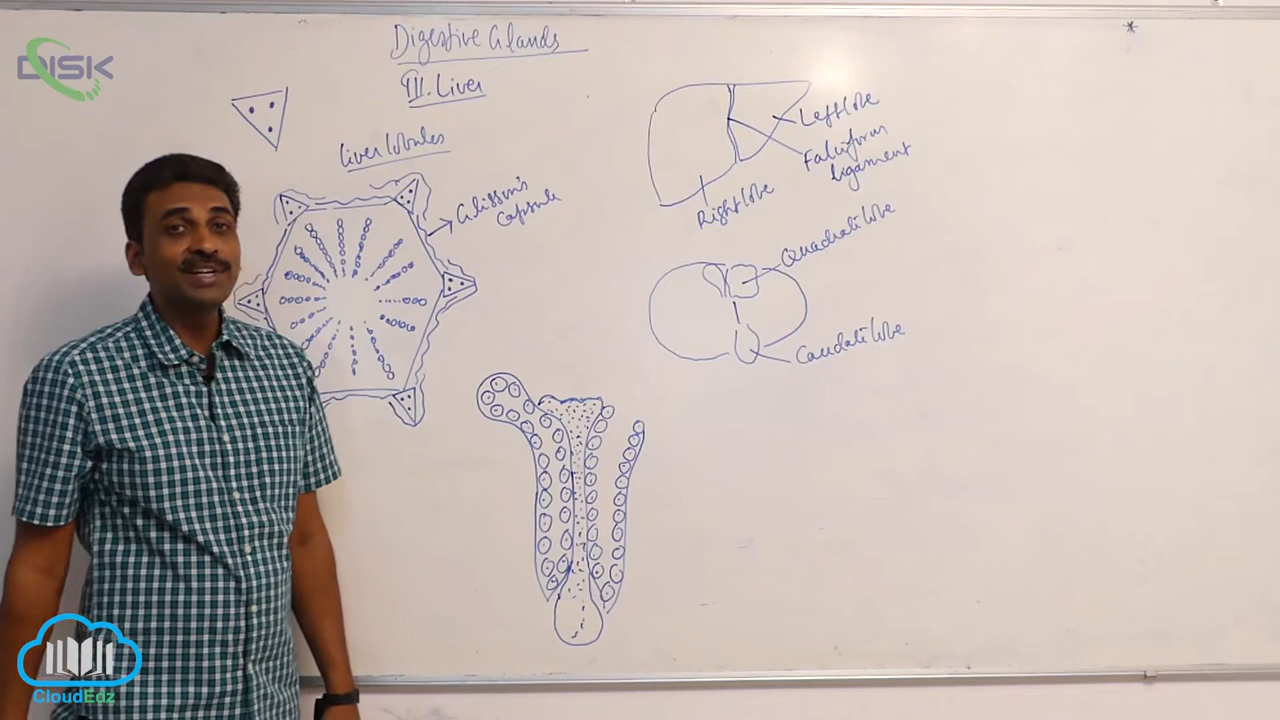 DISK
Digestive Glands
III. Liver
Liver lobules
Glisson's
Capsule
Left lobe
Falciform
ligament
Right lobe
Quadrate lobe
Caudate lobe
CloudEdz